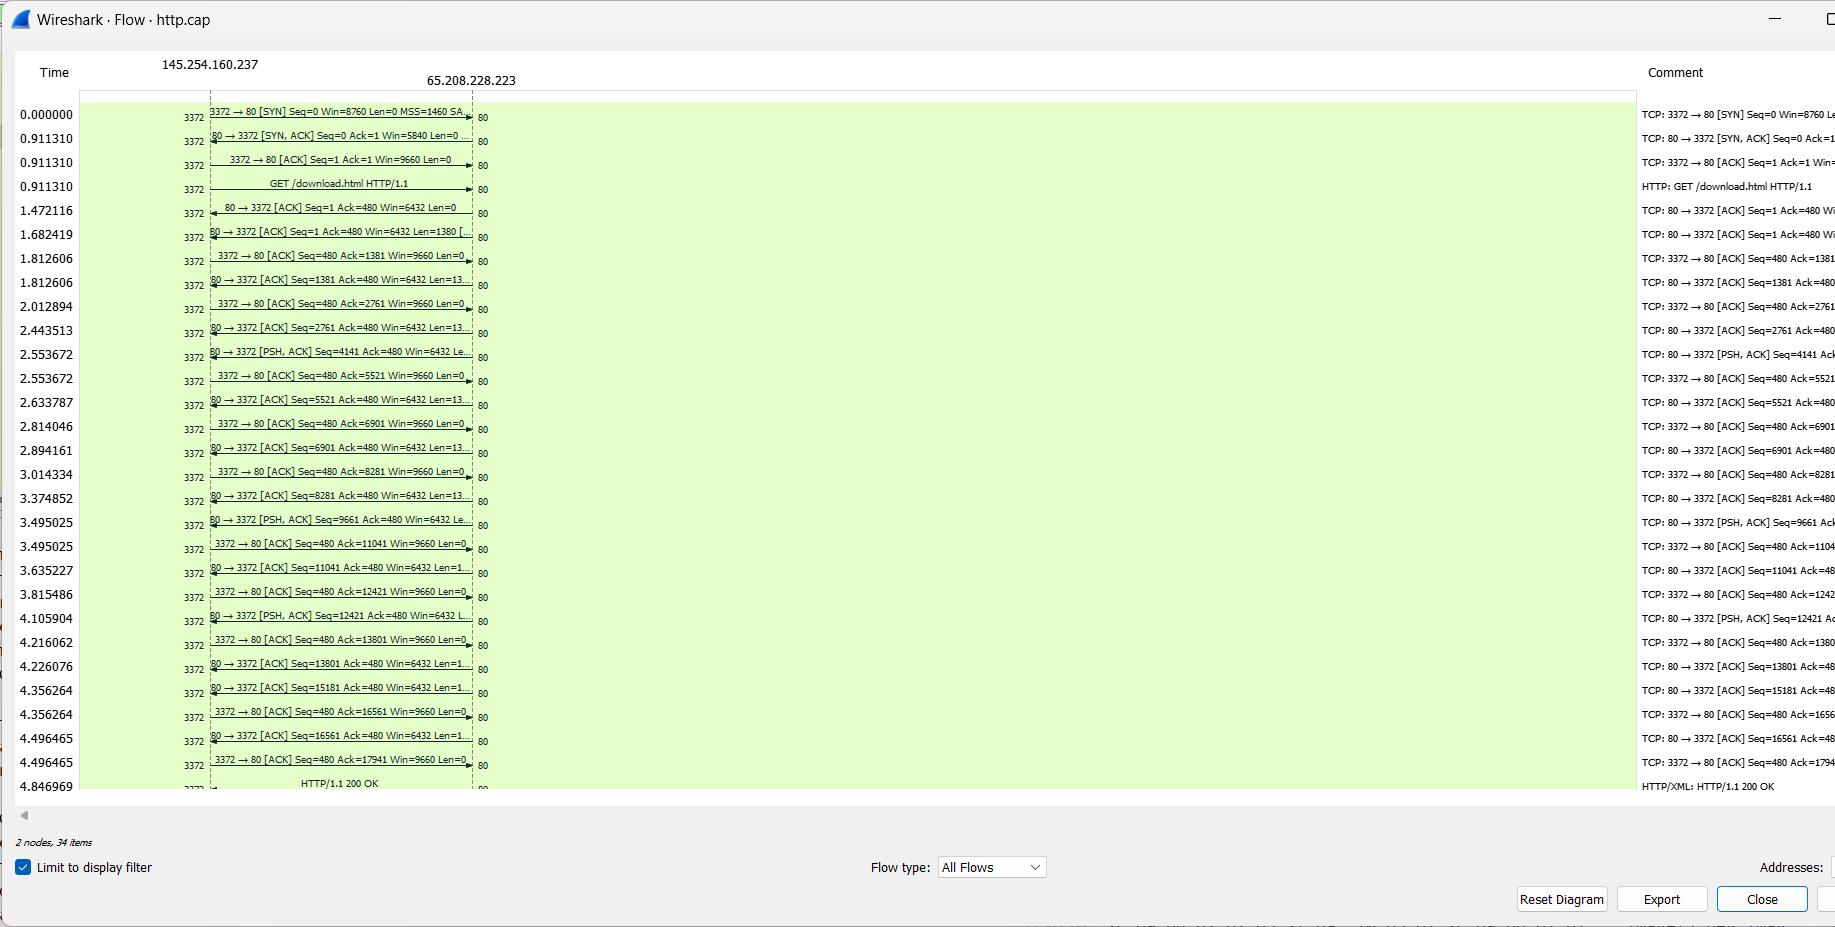 Wireshark · Flow · http.cap
Time
145.254.160.237
65.208.228.223
Comment
0.000000 3372 3372 → 80 [SYN] Seq=0 Win=8760 Len=0 MSS=1460 SA... 80 TCP: 3372 → 80 [SYN] Seq=0 Win=8760 Le
0.911310 3372 80 → 3372 [SYN, ACK] Seq=0 Ack=1 Win=5840 Len=0 ... 80 TCP: 80 → 3372 [SYN, ACK] Seq=0 Ack=1
0.911310 3372 3372 → 80 [ACK] Seq=1 Ack=1 Win=9660 Len=0 80 TCP: 3372 → 80 [ACK] Seq=1 Ack=1 Win=
0.911310 3372 GET /download.html HTTP/1.1 80 HTTP: GET /download.html HTTP/1.1
1.472116 3372 80 → 3372 [ACK] Seq=1 Ack=480 Win=6432 Len=0 80 TCP: 80 → 3372 [ACK] Seq=1 Ack=480 Wi
1.682419 3372 80 → 3372 [ACK] Seq=1 Ack=480 Win=6432 Len=1380 [... 80 TCP: 80 → 3372 [ACK] Seq=1 Ack=480 Wi
1.812606 3372 3372 → 80 [ACK] Seq=480 Ack=1381 Win=9660 Len=0 80 TCP: 3372 → 80 [ACK] Seq=480 Ack=1381
1.812606 3372 80 → 3372 [ACK] Seq=1381 Ack=480 Win=6432 Len=13... 80 TCP: 80 → 3372 [ACK] Seq=1381 Ack=480
2.012894 3372 3372 → 80 [ACK] Seq=480 Ack=2761 Win=9660 Len=0 80 TCP: 3372 → 80 [ACK] Seq=480 Ack=2761
2.443513 3372 80 → 3372 [ACK] Seq=2761 Ack=480 Win=6432 Len=13... 80 TCP: 80 → 3372 [ACK] Seq=2761 Ack=480
2.553672 3372 80 → 3372 [PSH, ACK] Seq=4141 Ack=480 Win=6432 Le... 80 TCP: 80 → 3372 [PSH, ACK] Seq=4141 Ack
2.553672 3372 3372 → 80 [ACK] Seq=480 Ack=5521 Win=9660 Len=0 80 TCP: 3372 → 80 [ACK] Seq=480 Ack=5521
2.633787 3372 80 → 3372 [ACK] Seq=5521 Ack=480 Win=6432 Len=13... 80 TCP: 80 → 3372 [ACK] Seq=5521 Ack=480
2.814046 3372 3372 → 80 [ACK] Seq=480 Ack=6901 Win=9660 Len=0 80 TCP: 3372 → 80 [ACK] Seq=480 Ack=6901
2.894161 3372 80 → 3372 [ACK] Seq=6901 Ack=480 Win=6432 Len=13... 80 TCP: 80 → 3372 [ACK] Seq=6901 Ack=480
3.014334 3372 3372 → 80 [ACK] Seq=480 Ack=8281 Win=9660 Len=0 80 TCP: 3372 → 80 [ACK] Seq=480 Ack=8281
3.374852 3372 80 → 3372 [ACK] Seq=8281 Ack=480 Win=6432 Len=13... 80 TCP: 80 → 3372 [ACK] Seq=8281 Ack=480
3.495025 3372 80 → 3372 [PSH, ACK] Seq=9661 Ack=480 Win=6432 Le... 80 TCP: 80 → 3372 [PSH, ACK] Seq=9661 Ack
3.495025 3372 3372 → 80 [ACK] Seq=480 Ack=11041 Win=9660 Len=0 80 TCP: 3372 → 80 [ACK] Seq=480 Ack=1104
3.635227 3372 80 → 3372 [ACK] Seq=11041 Ack=480 Win=6432 Len=1... 80 TCP: 80 → 3372 [ACK] Seq=11041 Ack=48
3.815486 3372 3372 → 80 [ACK] Seq=480 Ack=12421 Win=9660 Len=0 80 TCP: 3372 → 80 [ACK] Seq=480 Ack=1242
4.105904 3372 80 → 3372 [PSH, ACK] Seq=12421 Ack=480 Win=6432 L... 80 TCP: 80 → 3372 [PSH, ACK] Seq=12421 Ac
4.216062 3372 3372 → 80 [ACK] Seq=480 Ack=13801 Win=9660 Len=0 80 TCP: 3372 → 80 [ACK] Seq=480 Ack=1380
4.226076 3372 80 → 3372 [ACK] Seq=13801 Ack=480 Win=6432 Len=1... 80 TCP: 80 → 3372 [ACK] Seq=13801 Ack=48
4.356264 3372 80 → 3372 [ACK] Seq=15181 Ack=480 Win=6432 Len=1... 80 TCP: 80 → 3372 [ACK] Seq=15181 Ack=48
4.356264 3372 3372 → 80 [ACK] Seq=480 Ack=16561 Win=9660 Len=0 80 TCP: 3372 → 80 [ACK] Seq=480 Ack=1656
4.496465 3372 80 → 3372 [ACK] Seq=16561 Ack=480 Win=6432 Len=1... 80 TCP: 80 → 3372 [ACK] Seq=16561 Ack=48
4.496465 3372 3372 → 80 [ACK] Seq=480 Ack=17941 Win=9660 Len=0 80 TCP: 3372 → 80 [ACK] Seq=480 Ack=1794
4.846969 3372 HTTP/1.1 200 OK 80 HTTP/XML: HTTP/1.1 200 OK
2 nodes, 34 items
Limit to display filter Flow type: All Flows Addresses:
Reset Diagram Export Close